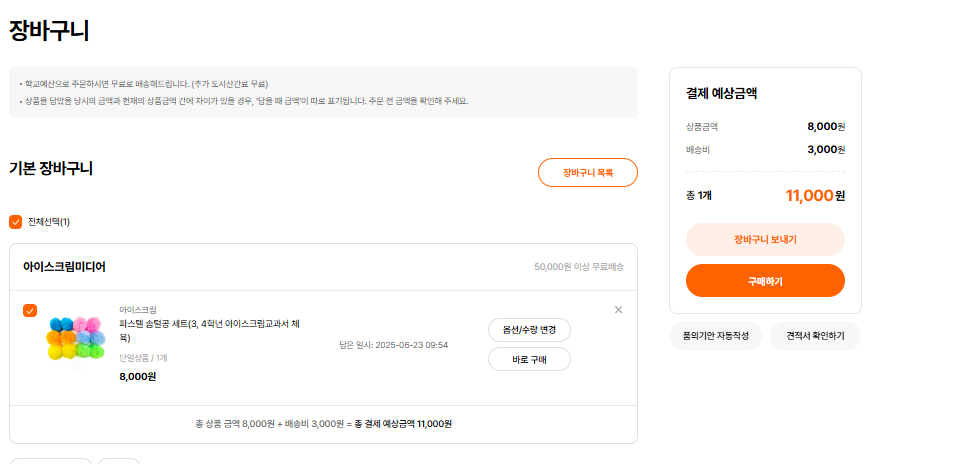 장바구니
• 학교예산으로 주문하시면 무료로 배송해드립니다. (추가 도시산간료 무료)
• 상품을 담았을 당시의 금액과 현재의 상품금액 간에 차이가 있을 경우, '담을 때 금액'이 따로 표기됩니다. 주문 전 금액을 확인해 주세요.
기본 장바구니
장바구니 목록
전체선택(1)
아이스크림미디어
50,000원 이상 무료배송
아이스크림
파스텔 솜털공 세트(3, 4학년 아이스크림교과서 체
육)
단일상품 / 1개
8,000원
담은 일시: 2025-06-23 09:54
옵션/수량 변경
바로 구매
총 상품 금액 8,000원 + 배송비 3,000원 = 총 결제 예상금액 11,000원
결제 예상금액
상품금액 8,000원
배송비 3,000원
총 1개 11,000원
장바구니 보내기
구매하기
품의기안 자동작성
견적서 확인하기